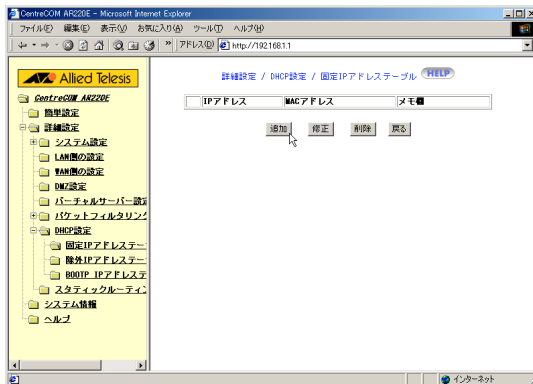 CentreCOM AR220E - Microsoft Internet Explorer
ファイル(F) 編集(E) 表示(V) お気に入り(A) ツール(T) ヘルプ(H)
アドレス(D) http://192.168.1.1
Allied Telesis
CentreCOM AR220E
簡単設定
詳細設定
システム設定
LAN側の設定
WAN側の設定
DMZ設定
バーチャルサーバー設定
パケットフィルタリング
DHCP設定
固定IPアドレステー
除外IPアドレステー
BOOTP IPアドレステ
スタティックルーティン
システム情報
ヘルプ
詳細設定 / DHCP設定 / 固定IPアドレステーブル HELP
IPアドレス MACアドレス メモ欄
追加 修正 削除 戻る
インターネット